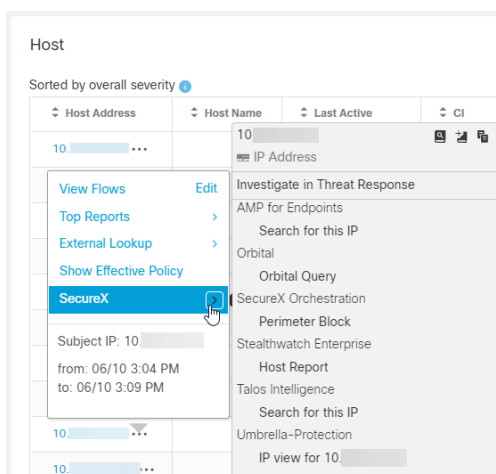 Host
Sorted by overall severity
Host Address
Host Name
Last Active
CI
10.
10
IP Address
View Flows
Edit
Top Reports
External Lookup
Show Effective Policy
SecureX
Subject IP: 10.
from: 06/10 3:04 PM
to: 06/10 3:09 PM
Investigate in Threat Response
AMP for Endpoints
Search for this IP
Orbital
Orbital Query
SecureX Orchestration
Perimeter Block
Stealthwatch Enterprise
Host Report
Talos Intelligence
Search for this IP
Umbrella-Protection
IP view for 10.
10.
10.